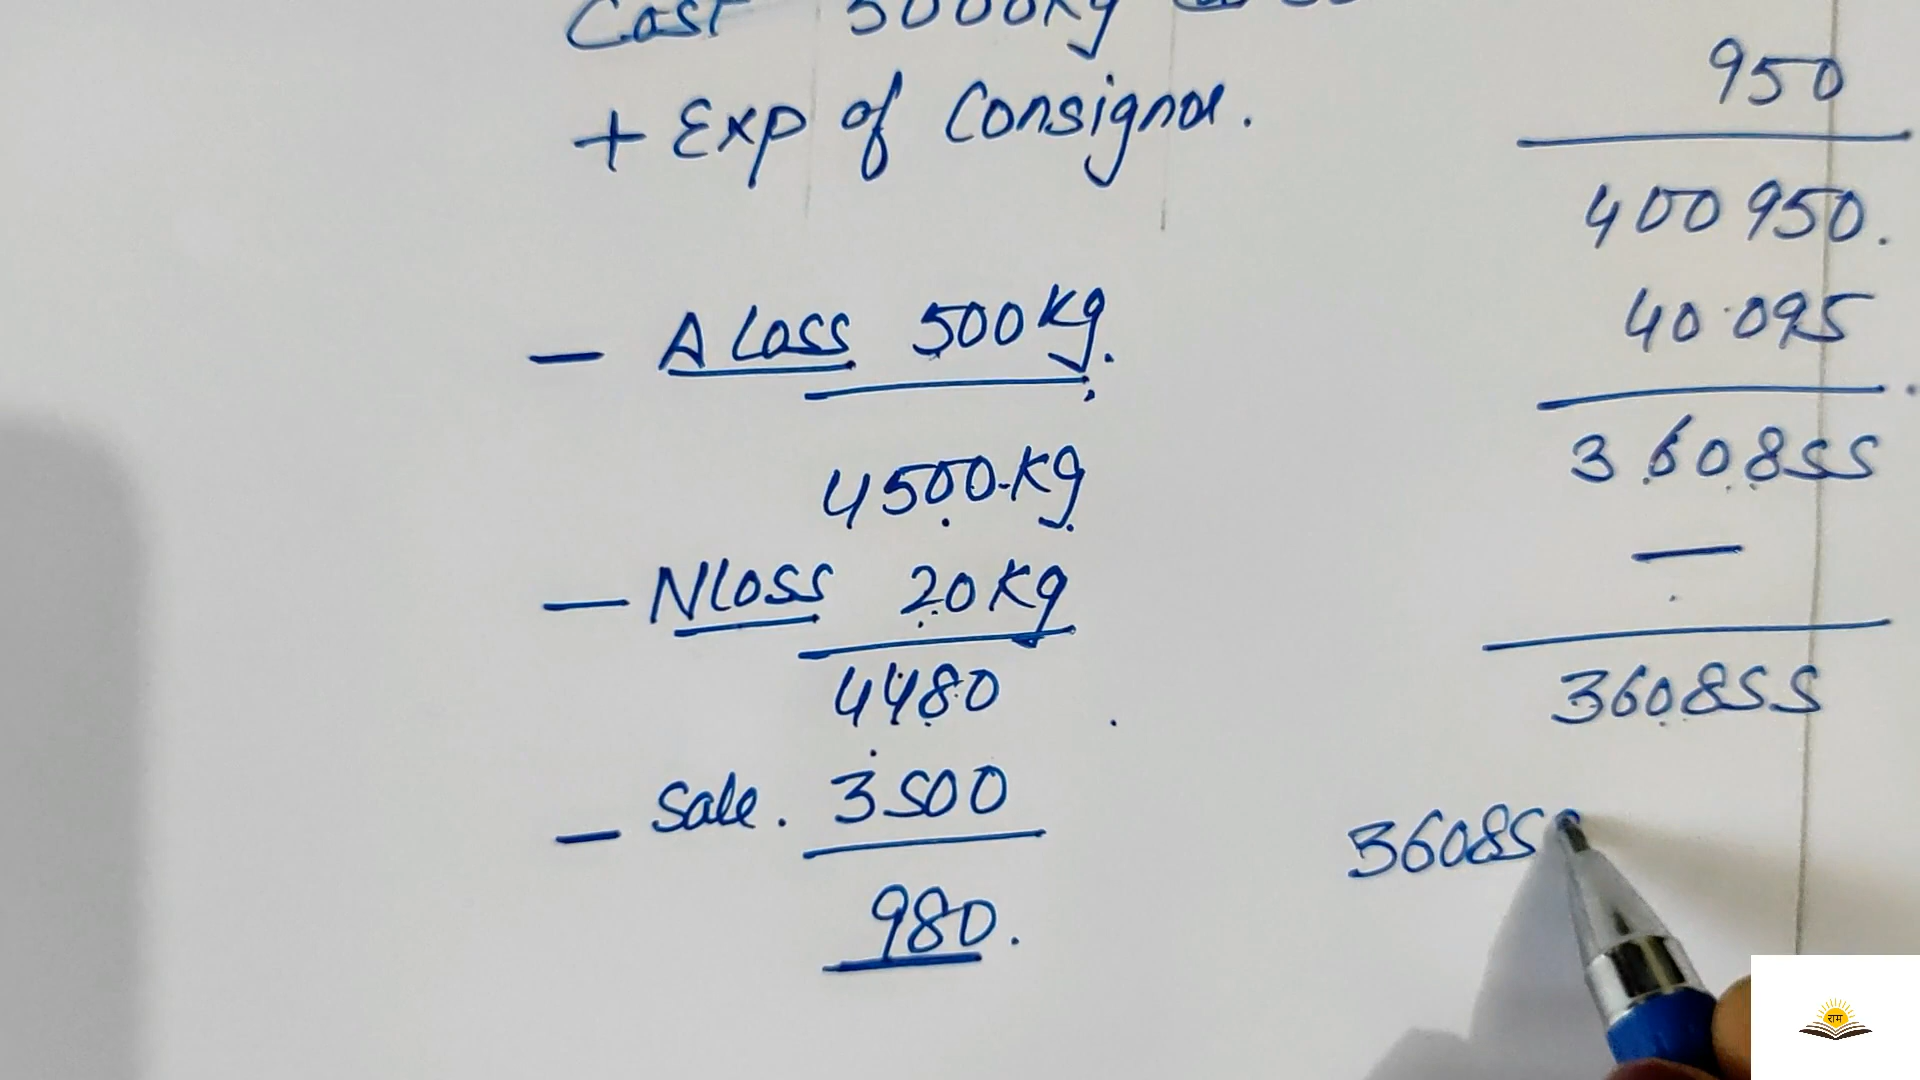 Cost 5000Kg
+ Exp of Consignor. 950
400950.
- A Loss 500Kg. 40095
4500.Kg 360855
- N Loss 20Kg —
4480 360855
- Sale. 3500
360855
980.
राम